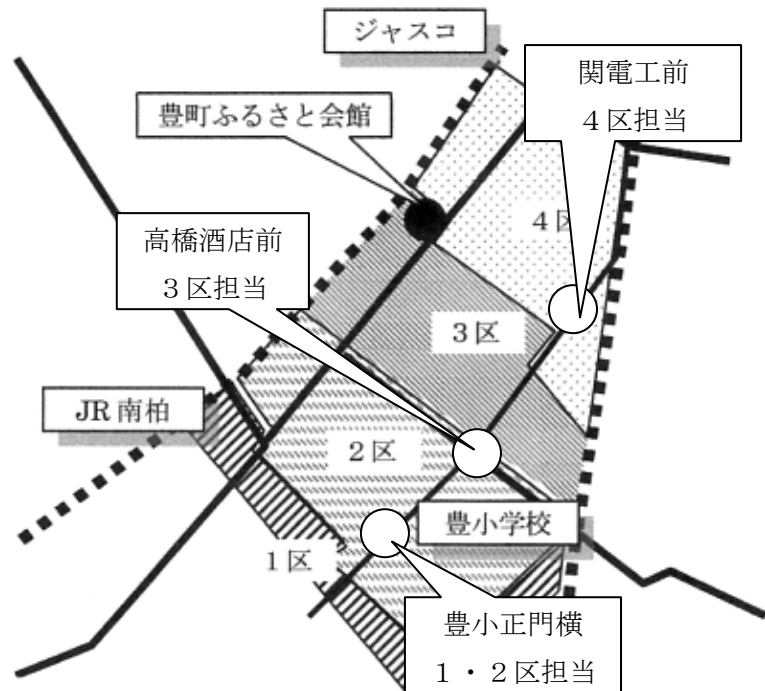 ジャスコ
関電工前
４区担当
豊町ふるさと会館
４区
高橋酒店前
３区担当
３区
JR南柏
２区
豊小学校
１区
豊小正門横
１・２区担当